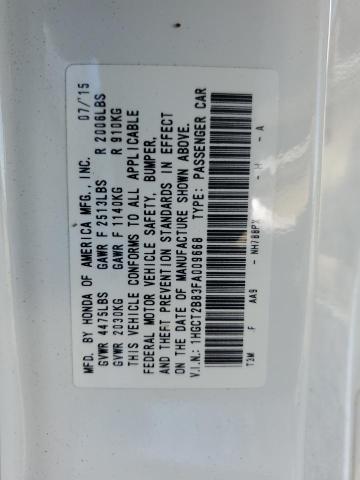 MFD. BY HONDA OF AMERICA MFG., INC. 07/'15
GVWR 4475LBS GAWR F 2513LBS R 2006LBS
GVWR 2030KG GAWR F 1140KG R 910KG
THIS VEHICLE CONFORMS TO ALL APPLICABLE
FEDERAL MOTOR VEHICLE SAFETY, BUMPER,
AND THEFT PREVENTION STANDARDS IN EFFECT
ON THE DATE OF MANUFACTURE SHOWN ABOVE.
V.I.N.: 1HGCT2B83FA009668 TYPE: PASSENGER CAR
T3M F AA9 - NH788PX - H - A